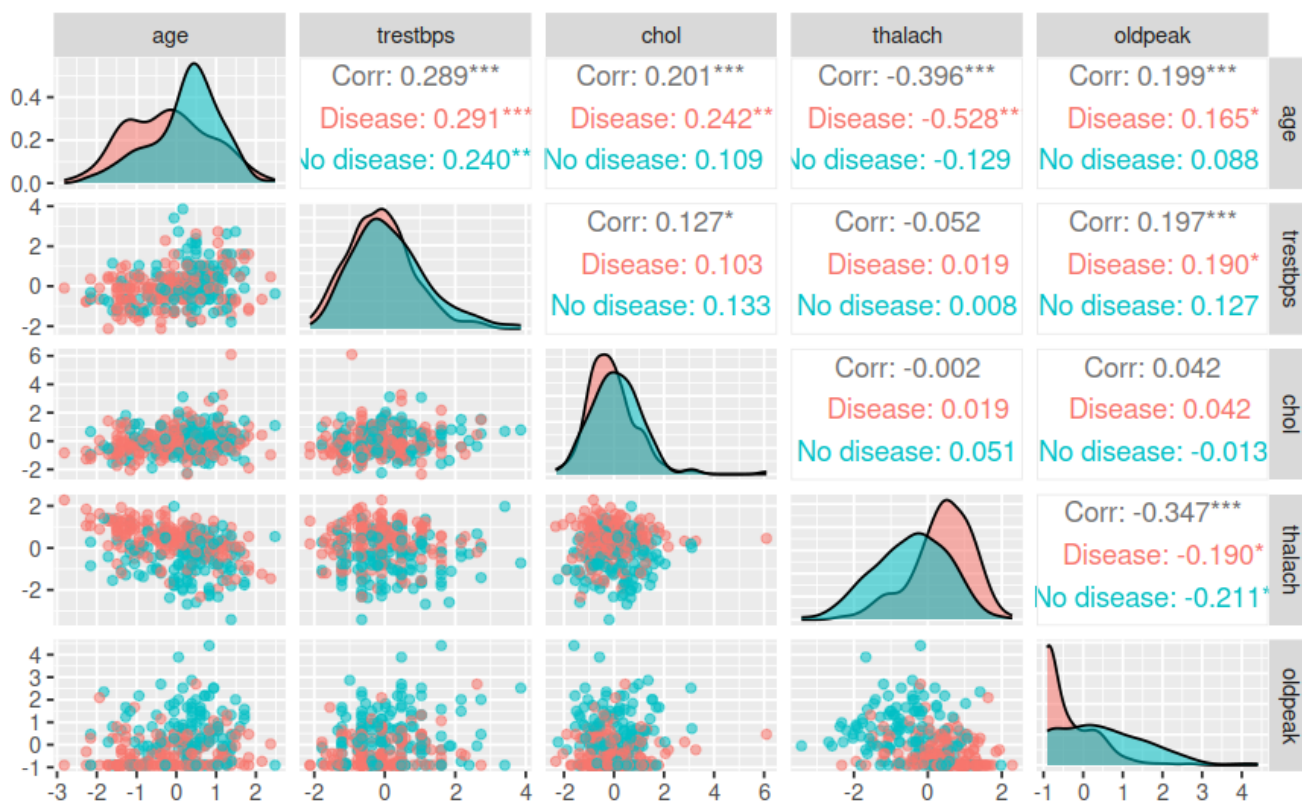 age trestbps chol thalach oldpeak
0.4
0.2
0.0
Corr: 0.289***
Disease: 0.291***
No disease: 0.240**
Corr: 0.201***
Disease: 0.242**
No disease: 0.109
Corr: -0.396***
Disease: -0.528**
No disease: -0.129
Corr: 0.199***
Disease: 0.165*
No disease: 0.088
age
4
2
0
-2
Corr: 0.127*
Disease: 0.103
No disease: 0.133
Corr: -0.052
Disease: 0.019
No disease: 0.008
Corr: 0.197***
Disease: 0.190*
No disease: 0.127
trestbps
6
4
2
0
-2
Corr: -0.002
Disease: 0.019
No disease: 0.051
Corr: 0.042
Disease: 0.042
No disease: -0.013
chol
2
0
-2
Corr: -0.347***
Disease: -0.190*
No disease: -0.211*
thalach
4
3
2
1
0
-1
oldpeak
-3 -2 -1 0 1 2 -2 0 2 4 -2 0 2 4 6 -2 0 2 -1 0 1 2 3 4